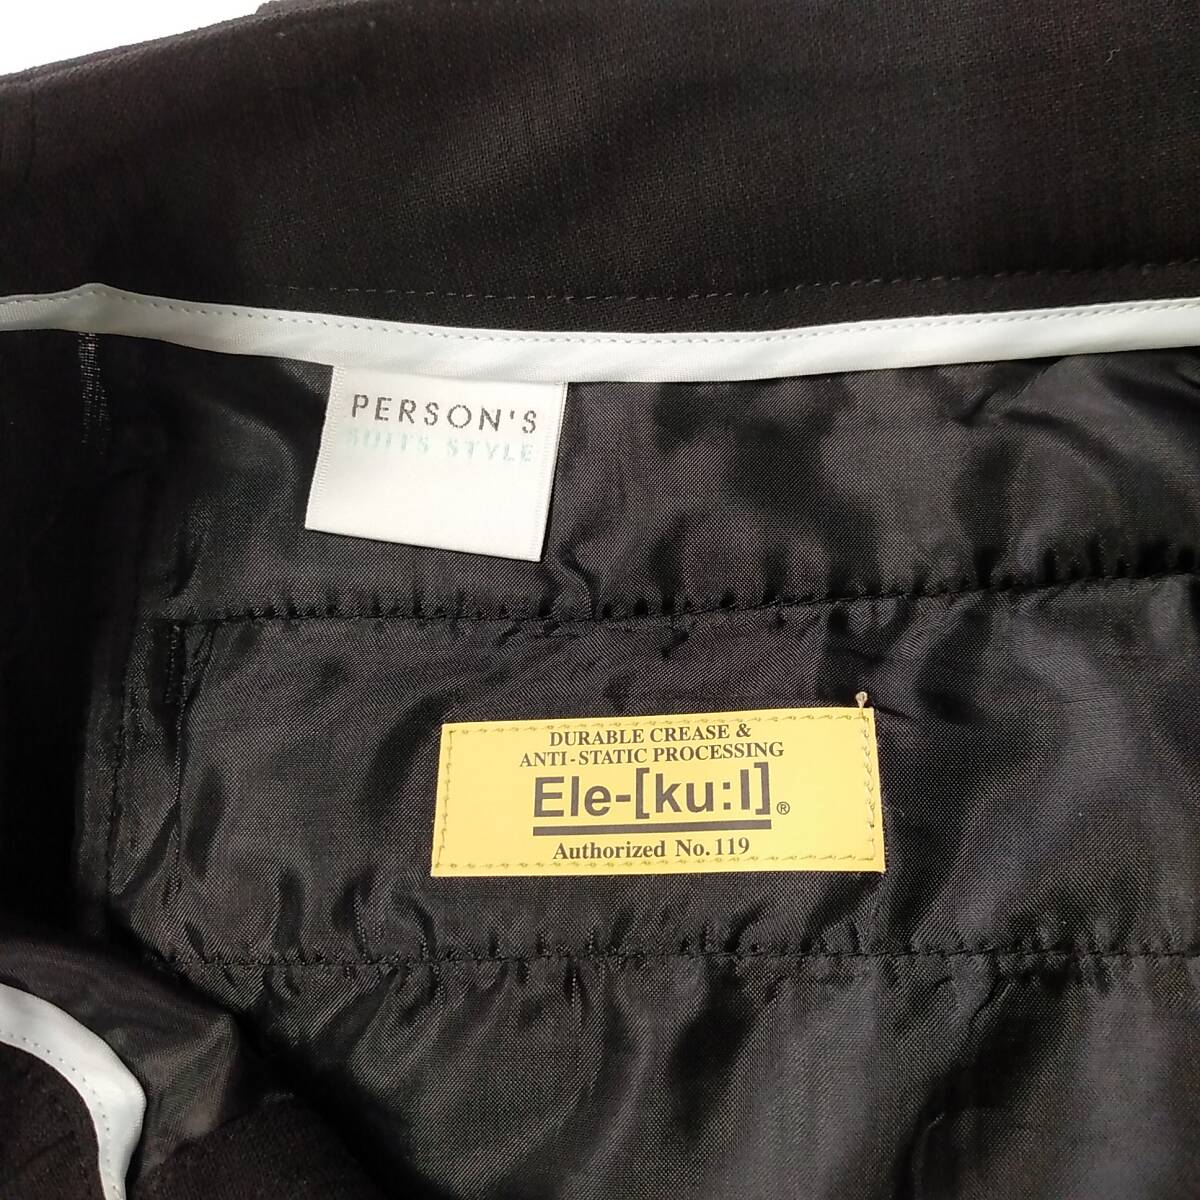 PERSON'S
SUITS STYLE
DURABLE CREASE &
ANTI-STATIC PROCESSING
Ele-[ku:l]®
Authorized No.119